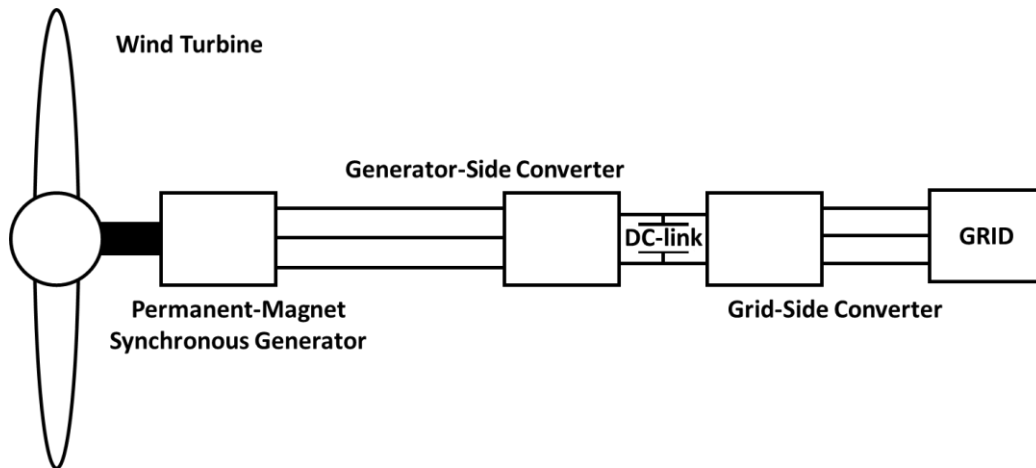 Wind Turbine
Generator-Side Converter
DC-link
GRID
Permanent-Magnet
Synchronous Generator
Grid-Side Converter